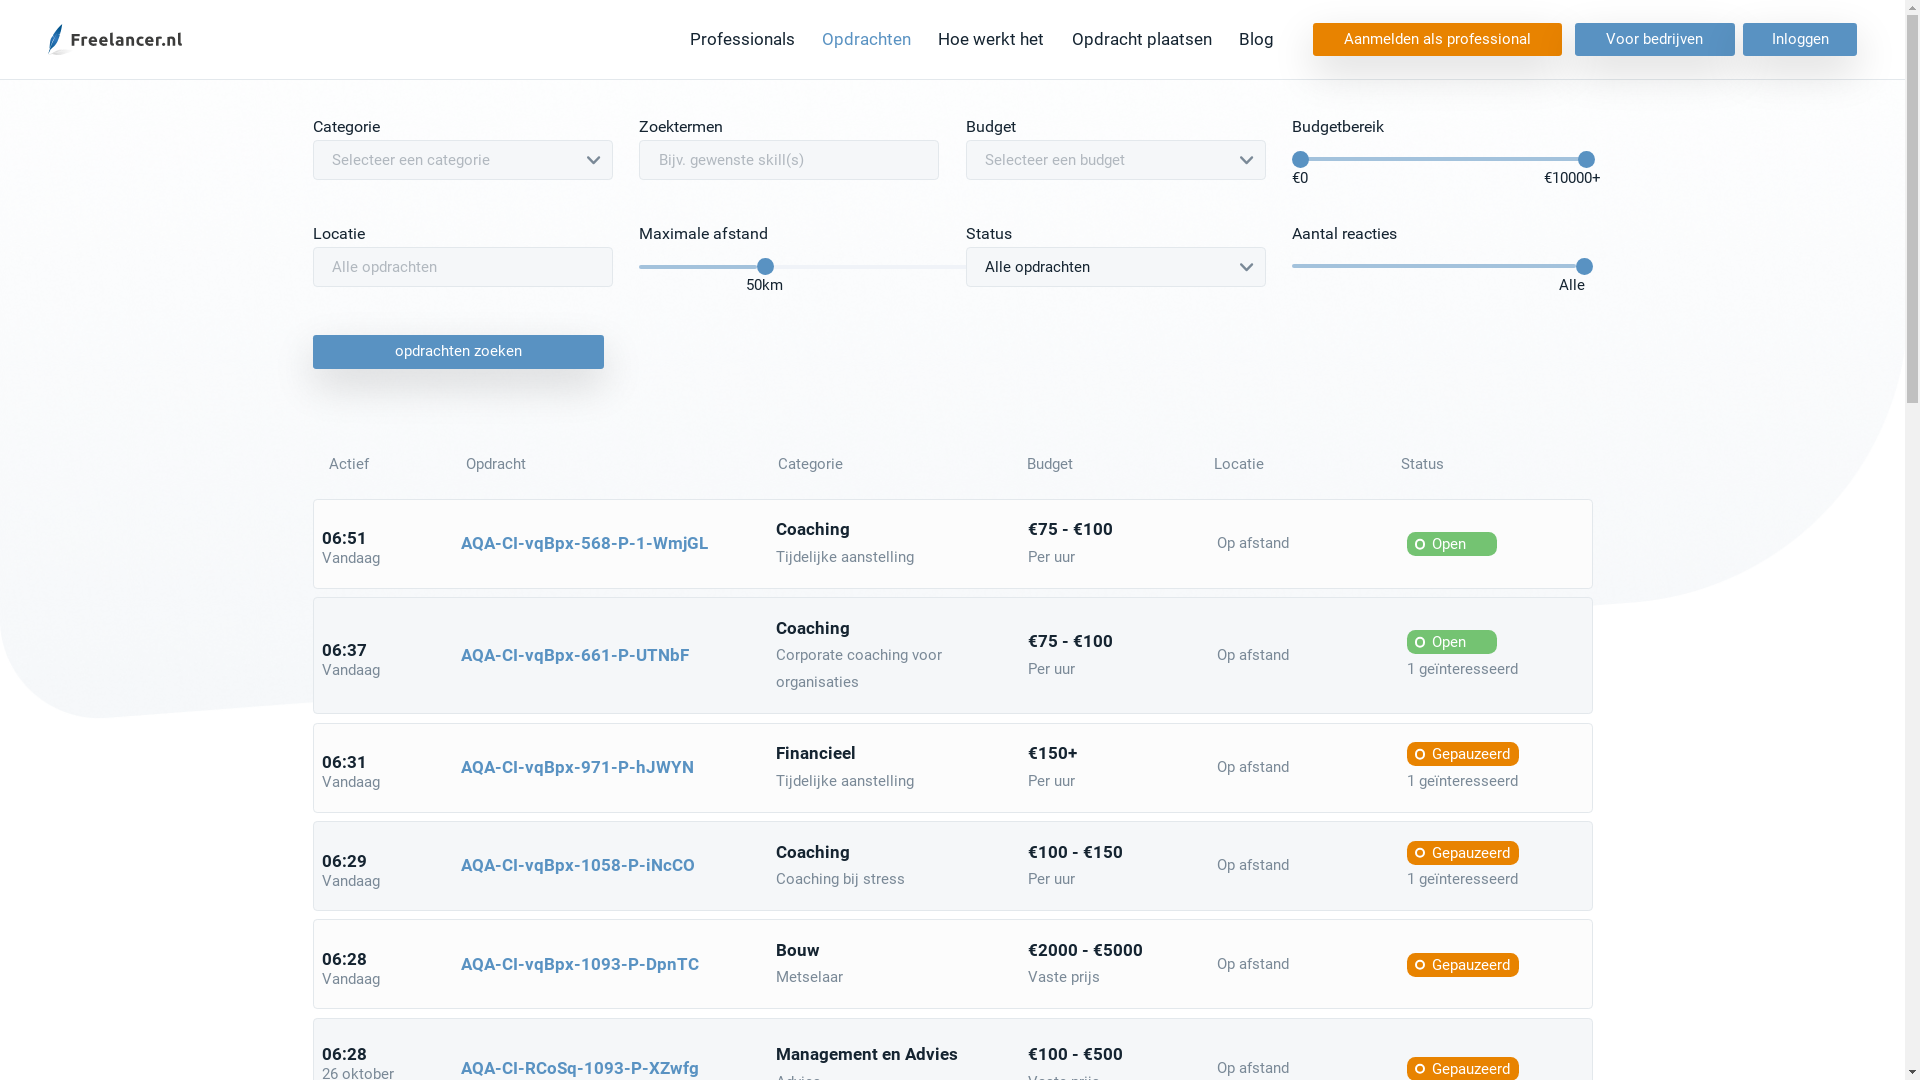 Freelancer.nl
Professionals Opdrachten Hoe werkt het Opdracht plaatsen Blog Aanmelden als professional Voor bedrijven Inloggen
Categorie Zoektermen Budget Budgetbereik
Selecteer een categorie Bijv. gewenste skill(s) Selecteer een budget
€0 €10000+
Locatie Maximale afstand Status Aantal reacties
Alle opdrachten Alle opdrachten
50km Alle
opdrachten zoeken
Actief Opdracht Categorie Budget Locatie Status
06:51 AQA-CI-vqBpx-568-P-1-WmjGL Coaching €75 - €100 Op afstand Open
Vandaag Tijdelijke aanstelling Per uur
06:37 AQA-CI-vqBpx-661-P-UTNbF Coaching €75 - €100 Op afstand Open
Vandaag Corporate coaching voor Per uur 1 geïnteresseerd
organisaties
06:31 AQA-CI-vqBpx-971-P-hJWYN Financieel €150+ Op afstand Gepauzeerd
Vandaag Tijdelijke aanstelling Per uur 1 geïnteresseerd
06:29 AQA-CI-vqBpx-1058-P-iNcCO Coaching €100 - €150 Op afstand Gepauzeerd
Vandaag Coaching bij stress Per uur 1 geïnteresseerd
06:28 AQA-CI-vqBpx-1093-P-DpnTC Bouw €2000 - €5000 Op afstand Gepauzeerd
Vandaag Metselaar Vaste prijs
06:28 AQA-CI-RCoSq-1093-P-XZwfg Management en Advies €100 - €500 Op afstand Gepauzeerd
26 oktober Advies Vaste prijs